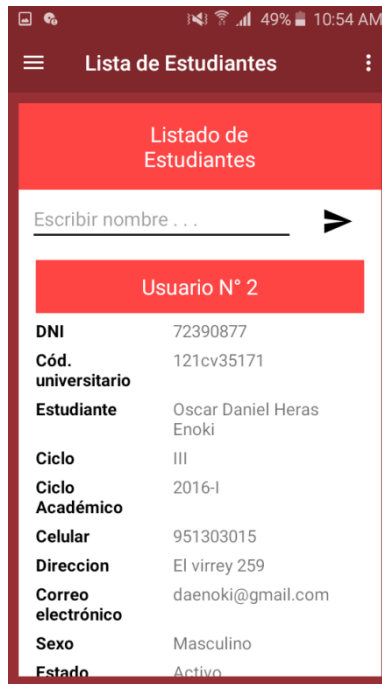 49% 10:54 AM
Lista de Estudiantes
Listado de
Estudiantes
Escribir nombre . . .
Usuario N° 2
DNI 72390877
Cód. 121cv35171
universitario
Estudiante Oscar Daniel Heras
Enoki
Ciclo III
Ciclo 2016-I
Académico
Celular 951303015
Direccion El virrey 259
Correo daenoki@gmail.com
electrónico
Sexo Masculino
Estado Activo